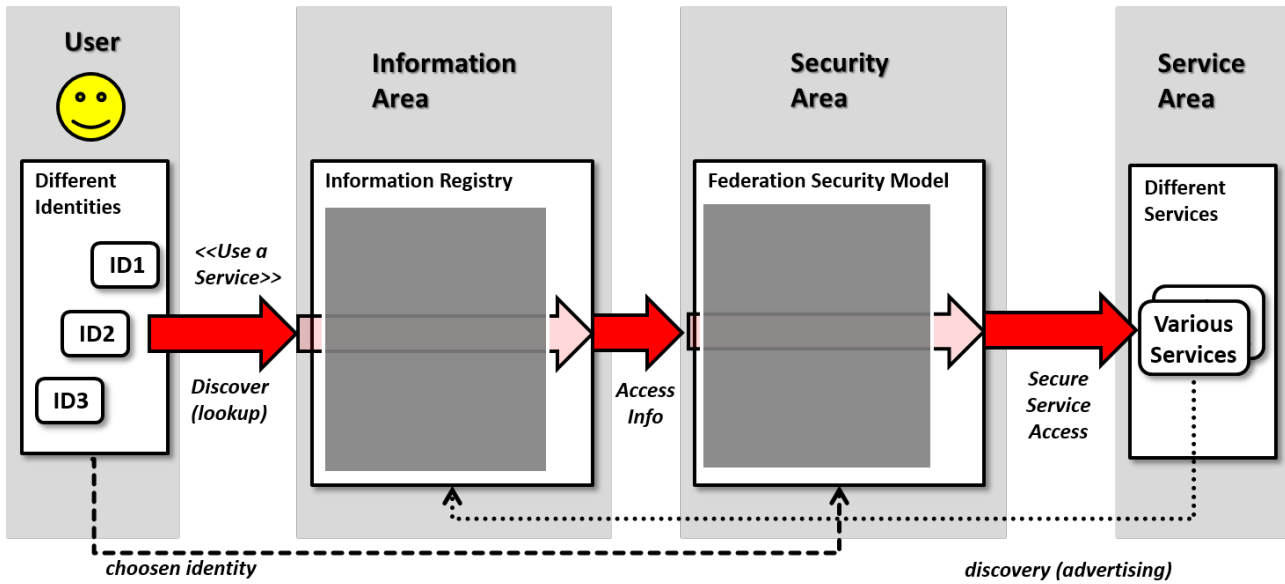 User
Information
Area
Security
Area
Service
Area
Different
Identities
ID1
ID2
ID3
<<Use a
Service>>
Discover
(lookup)
Information Registry
Access
Info
Federation Security Model
Secure
Service
Access
Different
Services
Various
Services
choosen identity
discovery (advertising)